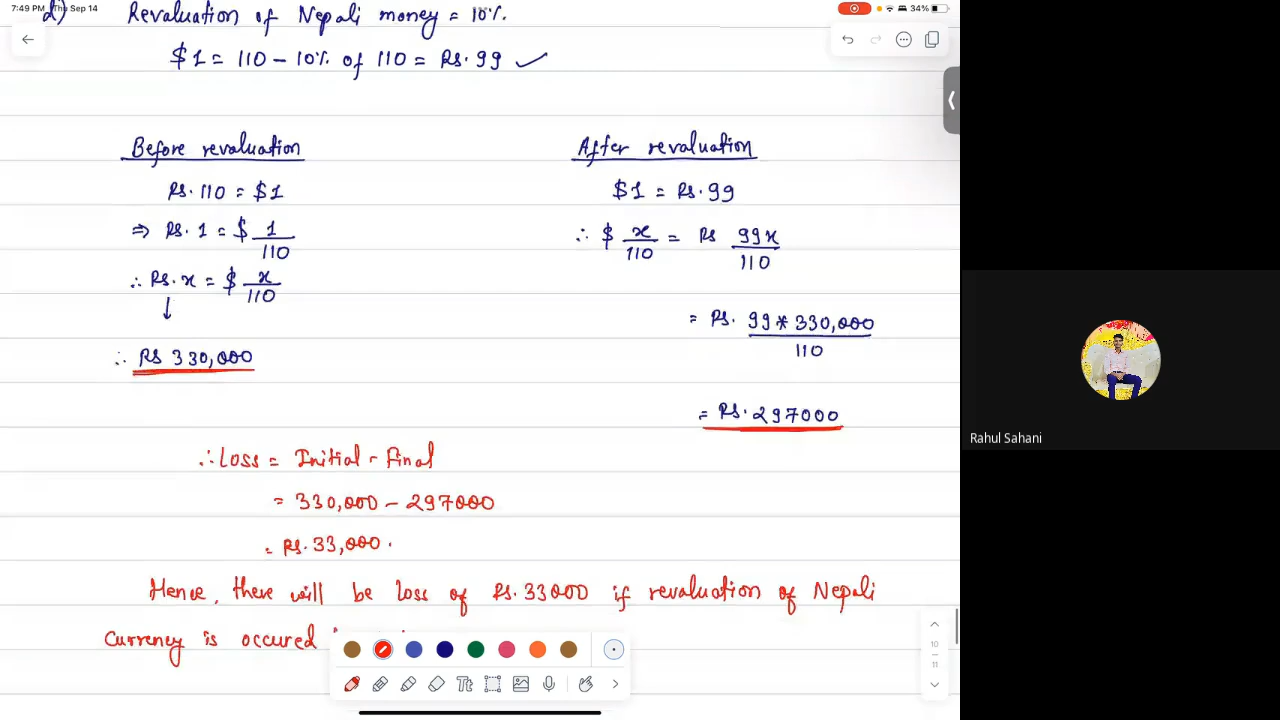 7:49 PM Thu Sep 14
34%
d) Revaluation of Nepali money = 10%
$1 = 110 - 10% of 110 = Rs. 99 ✓
Before revaluation
Rs. 110 = $1
⇒ Rs. 1 = $ 1/110
∴ Rs. x = $ x/110
↓
∴ Rs 330,000
After revaluation
$1 = Rs. 99
∴ $ x/110 = Rs 99x/110
= Rs. 99 * 330,000/110
= Rs. 297000
∴ Loss = Initial - Final
= 330,000 - 297000
= Rs. 33,000.
Hence, there will be loss of Rs. 33000 if revaluation of Nepali
currency is occured
Tt
10
11
Rahul Sahani